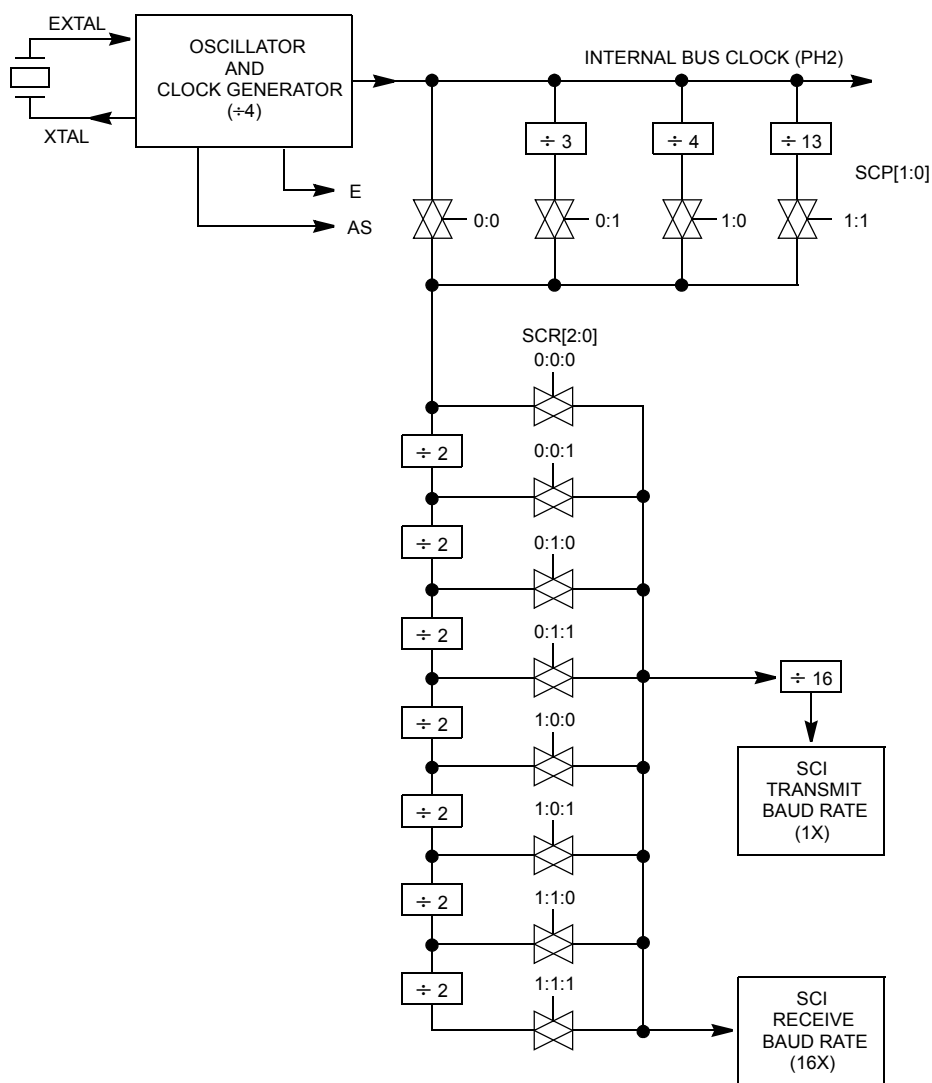 EXTAL
OSCILLATOR
AND
CLOCK GENERATOR
(÷4)
XTAL
INTERNAL BUS CLOCK (PH2)
÷ 3
÷ 4
÷ 13
SCP[1:0]
E
AS
0:0
0:1
1:0
1:1
SCR[2:0]
0:0:0
÷ 2
0:0:1
÷ 2
0:1:0
÷ 2
0:1:1
÷ 16
÷ 2
1:0:0
SCI
TRANSMIT
BAUD RATE
(1X)
÷ 2
1:0:1
÷ 2
1:1:0
÷ 2
1:1:1
SCI
RECEIVE
BAUD RATE
(16X)